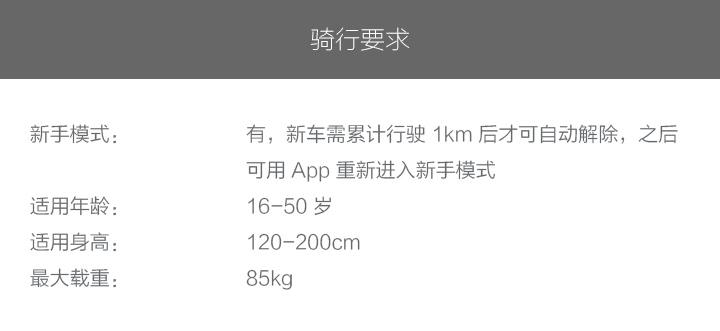 骑行要求
新手模式： 有，新车需累计行驶 1km 后才可自动解除，之后
可用 App 重新进入新手模式
适用年龄： 16-50 岁
适用身高： 120-200cm
最大载重： 85kg